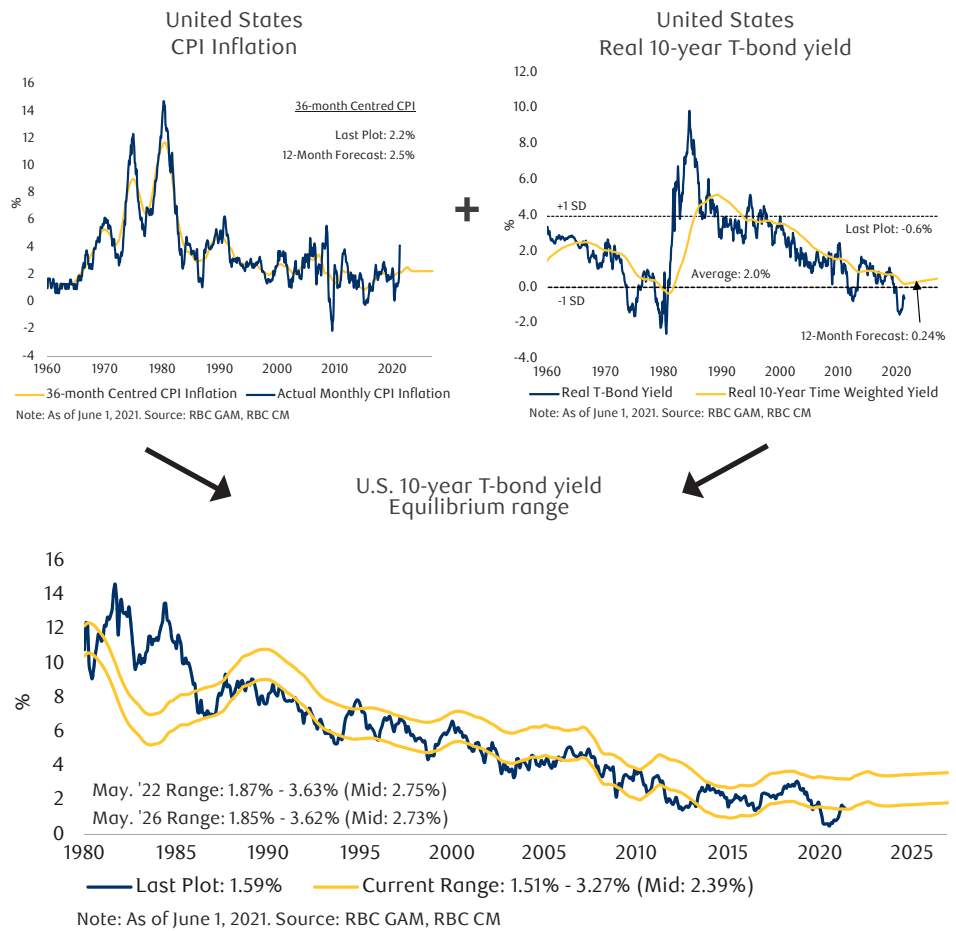 United States
CPI Inflation
16
14
12
10
8
6
4
2
0
-2
-4
%
36-month Centred CPI
Last Plot: 2.2%
12-Month Forecast: 2.5%
1960 1970 1980 1990 2000 2010 2020
36-month Centred CPI Inflation Actual Monthly CPI Inflation
Note: As of June 1, 2021. Source: RBC GAM, RBC CM
+
United States
Real 10-year T-bond yield
12.0
10.0
8.0
6.0
4.0
2.0
0.0
-2.0
-4.0
%
+1 SD
Last Plot: -0.6%
Average: 2.0%
-1 SD
12-Month Forecast: 0.24%
1960 1970 1980 1990 2000 2010 2020
Real T-Bond Yield Real 10-Year Time Weighted Yield
Note: As of June 1, 2021. Source: RBC GAM, RBC CM
U.S. 10-year T-bond yield
Equilibrium range
16
14
12
10
8
6
4
2
0
%
May. '22 Range: 1.87% - 3.63% (Mid: 2.75%)
May. '26 Range: 1.85% - 3.62% (Mid: 2.73%)
1980 1985 1990 1995 2000 2005 2010 2015 2020 2025
Last Plot: 1.59% Current Range: 1.51% - 3.27% (Mid: 2.39%)
Note: As of June 1, 2021. Source: RBC GAM, RBC CM